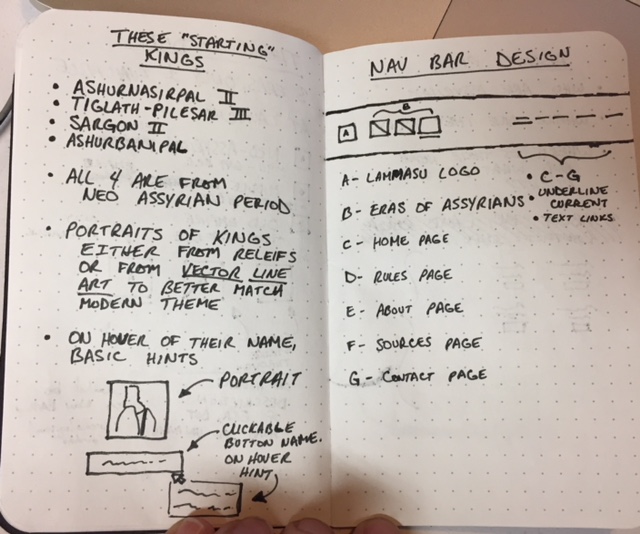 THESE "STARTING"
KINGS
• ASHURNASIRPAL II
• TIGLATH-PILESAR III
• SARGON II
• ASHURBANIPAL
• ALL 4 ARE FROM
NEO ASSYRIAN PERIOD
• PORTRAITS OF KINGS
EITHER FROM RELEIFS
OR FROM VECTOR LINE
ART TO BETTER MATCH
MODERN THEME
• ON HOVER OF THEIR NAME,
BASIC HINTS
PORTRAIT
CLICKABLE
BUTTON NAME.
ON HOVER
HINT
NAV BAR DESIGN
B
A
A- LAMMASU LOGO
B- ERAS OF ASSYRIANS
C- HOME PAGE
D- RULES PAGE
E- ABOUT PAGE
F- SOURCES PAGE
G- CONTACT PAGE
• C-G
• UNDERLINE
CURRENT
• TEXT LINKS